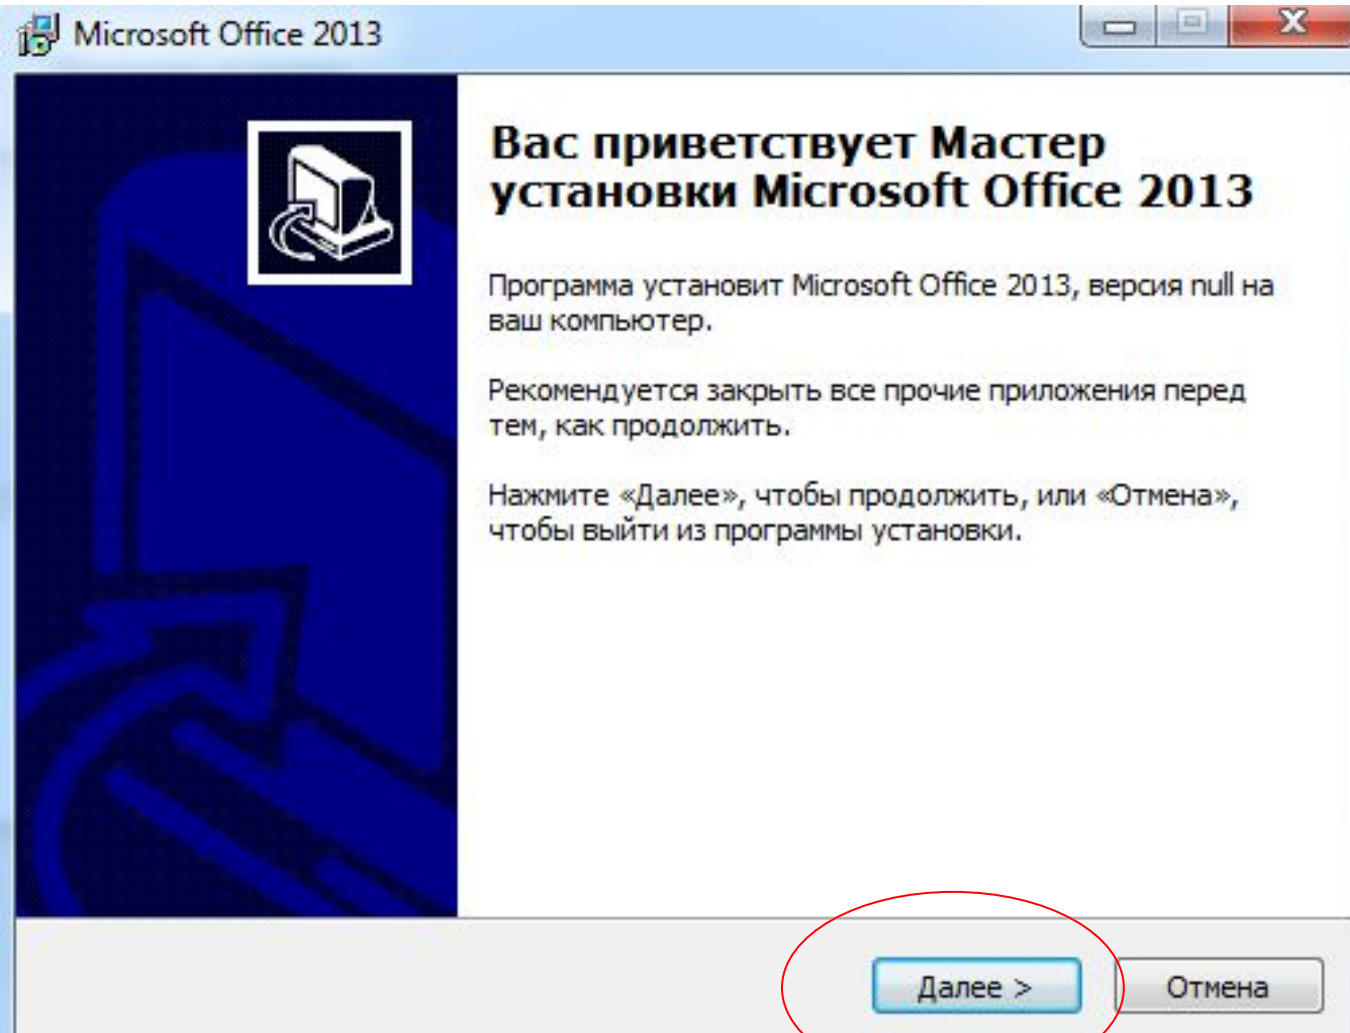 Microsoft Office 2013
Вас приветствует Мастер
установки Microsoft Office 2013
Программа установит Microsoft Office 2013, версия null на
ваш компьютер.
Рекомендуется закрыть все прочие приложения перед
тем, как продолжить.
Нажмите «Далее», чтобы продолжить, или «Отмена»,
чтобы выйти из программы установки.
Далее >
Отмена